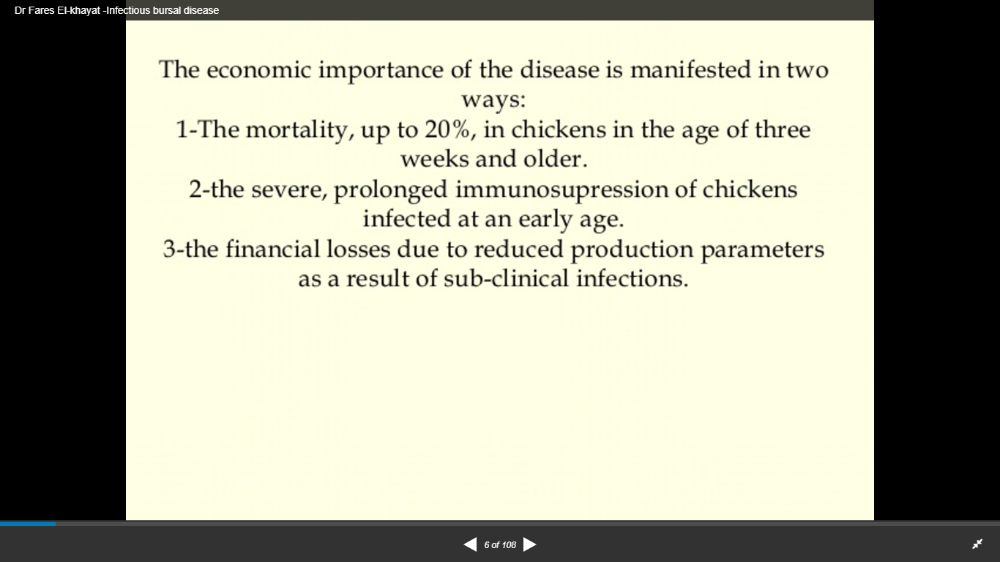 Dr Fares El-khayat -Infectious bursal disease
The economic importance of the disease is manifested in two
ways:
1-The mortality, up to 20%, in chickens in the age of three
weeks and older.
2-the severe, prolonged immunosupression of chickens
infected at an early age.
3-the financial losses due to reduced production parameters
as a result of sub-clinical infections.
6 of 108